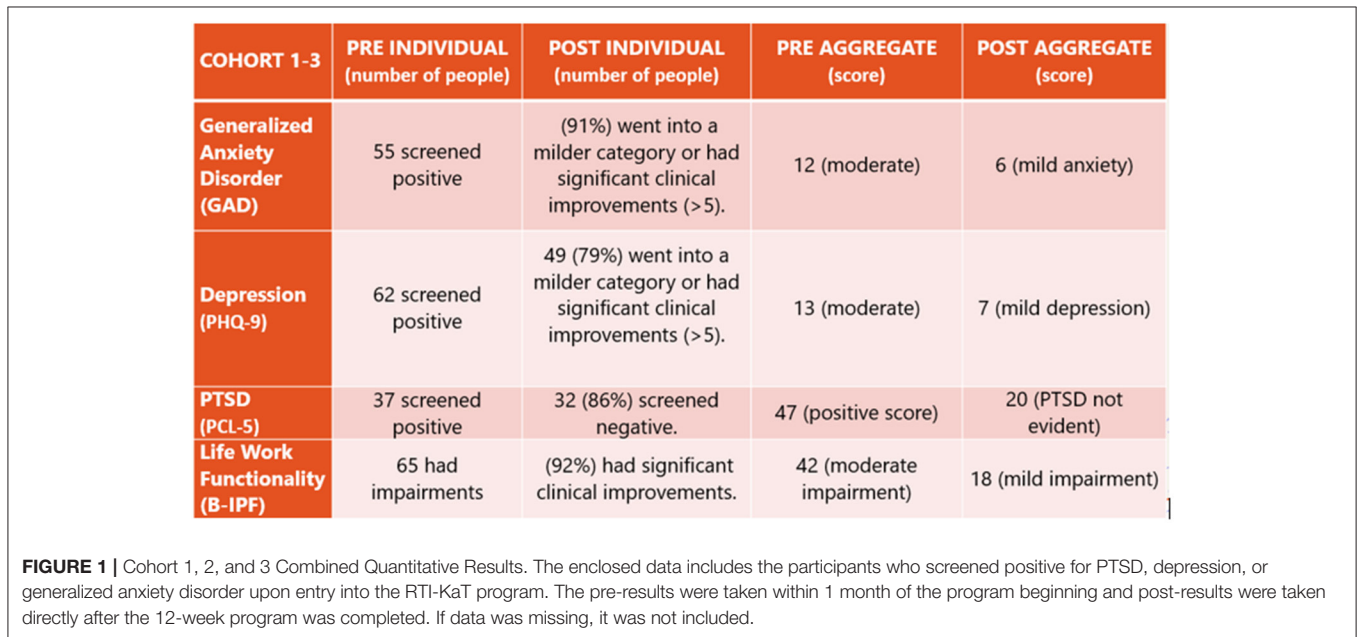 COHORT 1-3
PRE INDIVIDUAL
(number of people)
POST INDIVIDUAL
(number of people)
PRE AGGREGATE
(score)
POST AGGREGATE
(score)
Generalized
Anxiety
Disorder
(GAD)
55 screened
positive
(91%) went into a
milder category or had
significant clinical
improvements (>5).
12 (moderate)
6 (mild anxiety)
Depression
(PHQ-9)
62 screened
positive
49 (79%) went into a
milder category or had
significant clinical
improvements (>5).
13 (moderate)
7 (mild depression)
PTSD
(PCL-5)
37 screened
positive
32 (86%) screened
negative.
47 (positive score)
20 (PTSD not
evident)
Life Work
Functionality
(B-IPF)
65 had
impairments
(92%) had significant
clinical improvements.
42 (moderate
impairment)
18 (mild impairment)
FIGURE 1 | Cohort 1, 2, and 3 Combined Quantitative Results. The enclosed data includes the participants who screened positive for PTSD, depression, or
generalized anxiety disorder upon entry into the RTI-KaT program. The pre-results were taken within 1 month of the program beginning and post-results were taken
directly after the 12-week program was completed. If data was missing, it was not included.